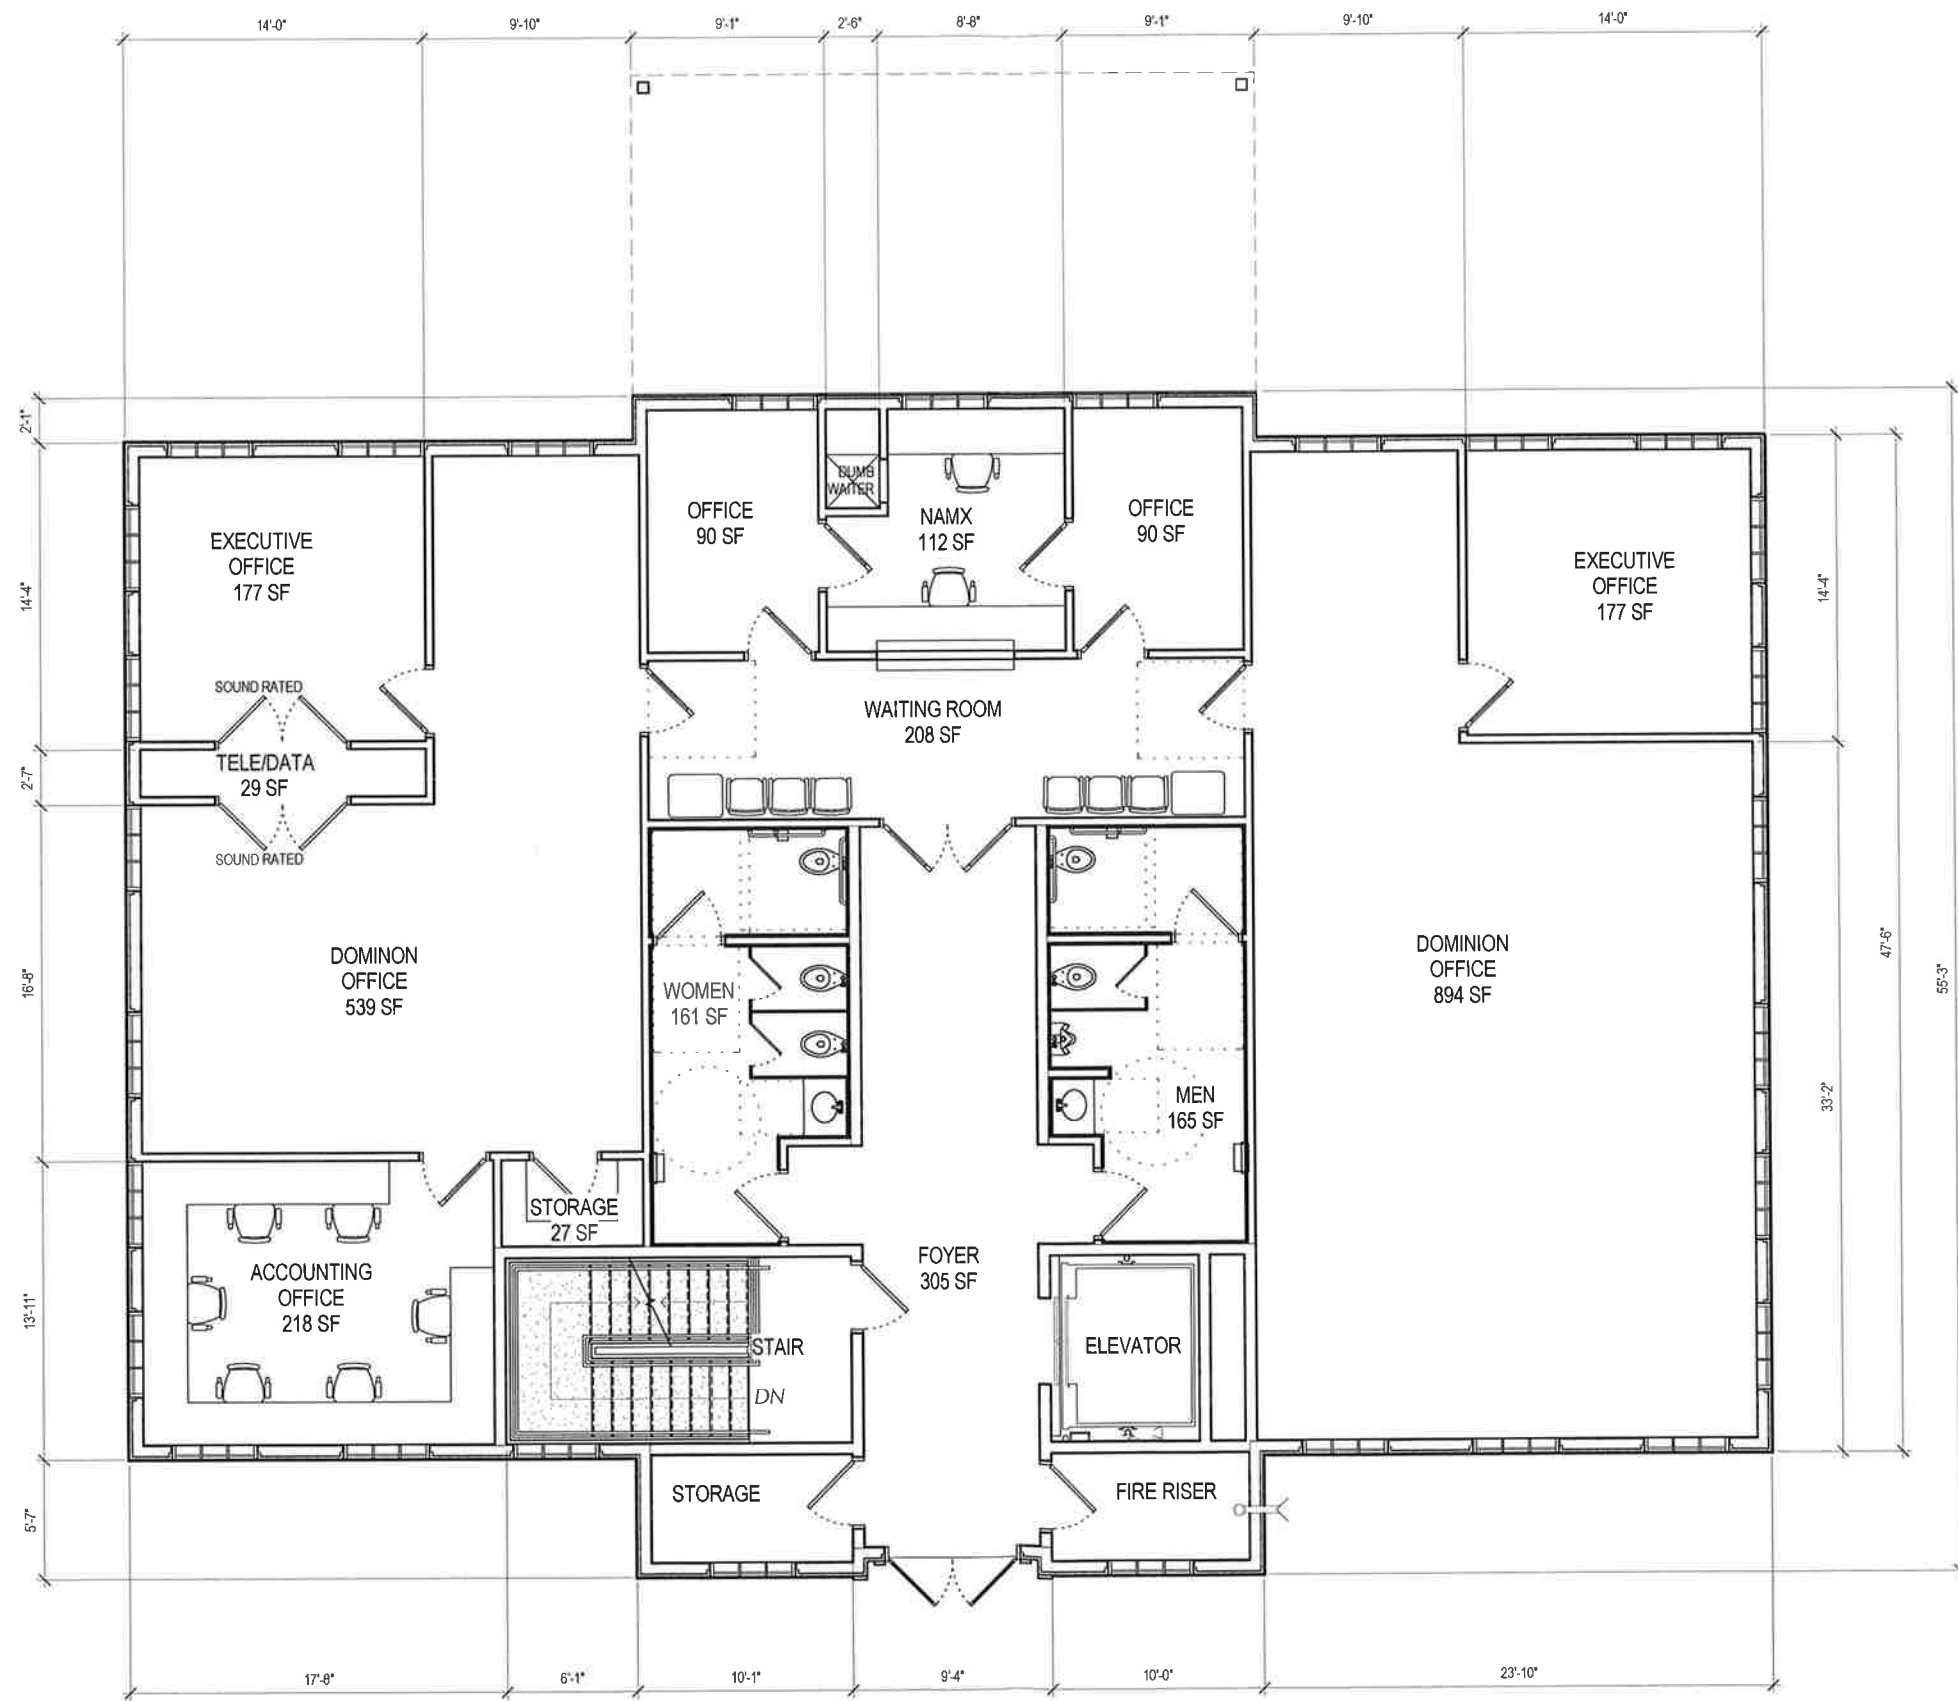 14'-0"
9'-10"
9'-1"
2'-6"
8'-8"
9'-1"
9'-10"
14'-0"
2'-1"
14'-4"
2'-7"
16'-8"
13'-11"
5'-7"
EXECUTIVE
OFFICE
177 SF
OFFICE
90 SF
DUMB
WAITER
NAMX
112 SF
OFFICE
90 SF
EXECUTIVE
OFFICE
177 SF
SOUND RATED
TELE/DATA
29 SF
SOUND RATED
WAITING ROOM
208 SF
DOMINON
OFFICE
539 SF
WOMEN
161 SF
MEN
165 SF
DOMINION
OFFICE
894 SF
STORAGE
27 SF
ACCOUNTING
OFFICE
218 SF
FOYER
305 SF
STAIR
DN
ELEVATOR
STORAGE
FIRE RISER
14'-4"
33'-2"
47'-6"
55'-3"
17'-8"
6'-1"
10'-1"
9'-4"
10'-0"
23'-10"